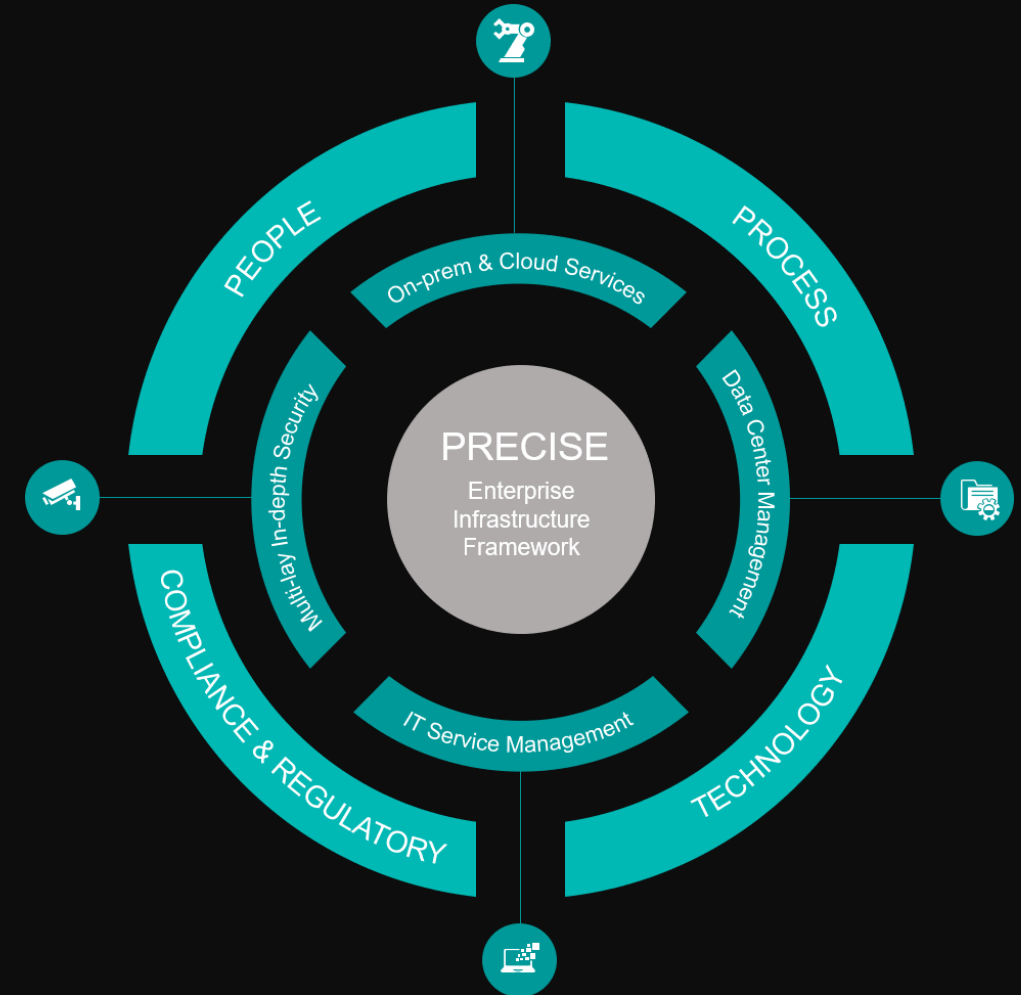 PEOPLE
PROCESS
On-prem & Cloud Services
Multi-lay In-depth Security
PRECISE
Enterprise
Infrastructure
Framework
Data Center Management
IT Service Management
COMPLIANCE & REGULATORY
TECHNOLOGY